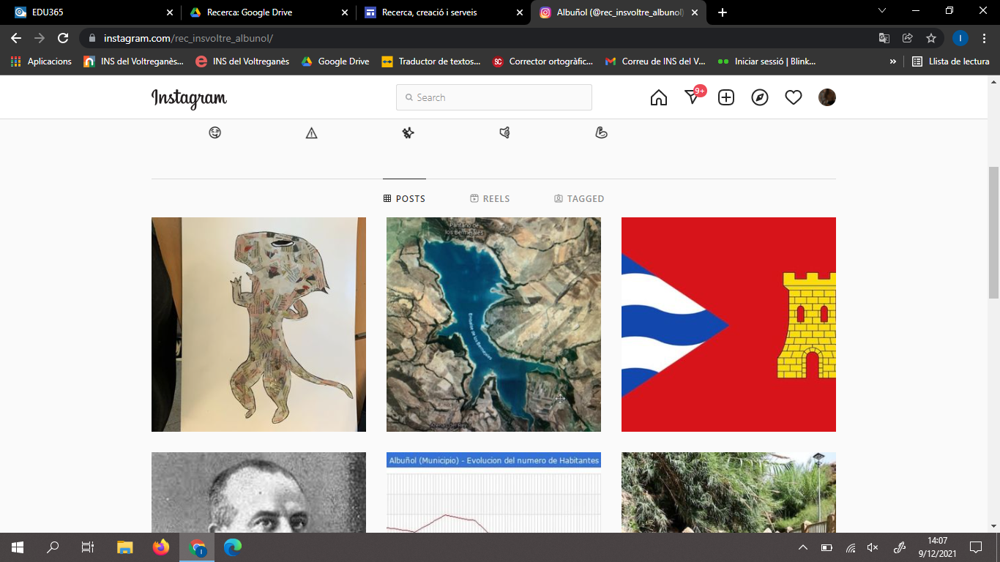 EDU365
Recerca: Google Drive
Recerca, creació i serveis
Albuñol (@rec_insvoltre_albunol)
instagram.com/rec_insvoltre_albunol/
I
Aplicacions
INS del Voltreganès...
INS del Voltreganès
Google Drive
Traductor de textos...
SC
Corrector ortogràfic...
Correu de INS del V...
Iniciar sessió | Blink...
»
Llista de lectura
Instagram
Search
9+
POSTS
REELS
TAGGED
Pantano de
los Bermejales
Embalse de los Bermejales
Albuñol (Municipio) - Evolucion del numero de Habitantes
I
14:07
9/12/2021